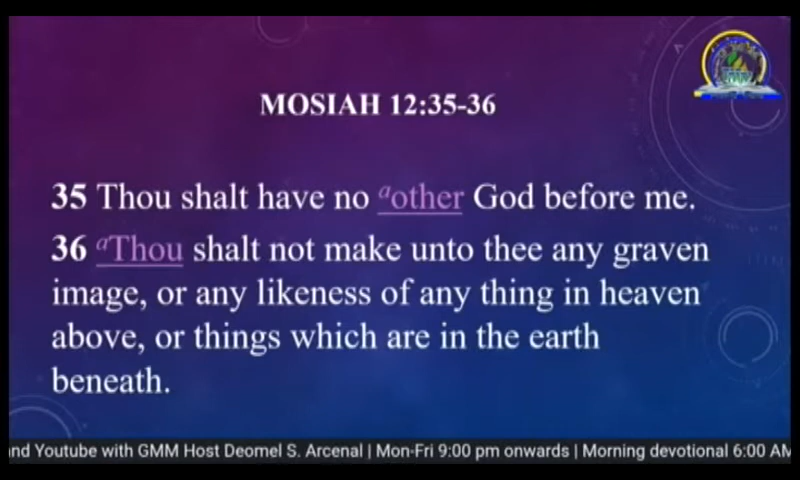 MOSIAH 12:35-36
35 Thou shalt have no aother God before me.
36 aThou shalt not make unto thee any graven
image, or any likeness of any thing in heaven
above, or things which are in the earth
beneath.
nd Youtube with GMM Host Deomel S. Arcenal | Mon-Fri 9:00 pm onwards | Morning devotional 6:00 AM